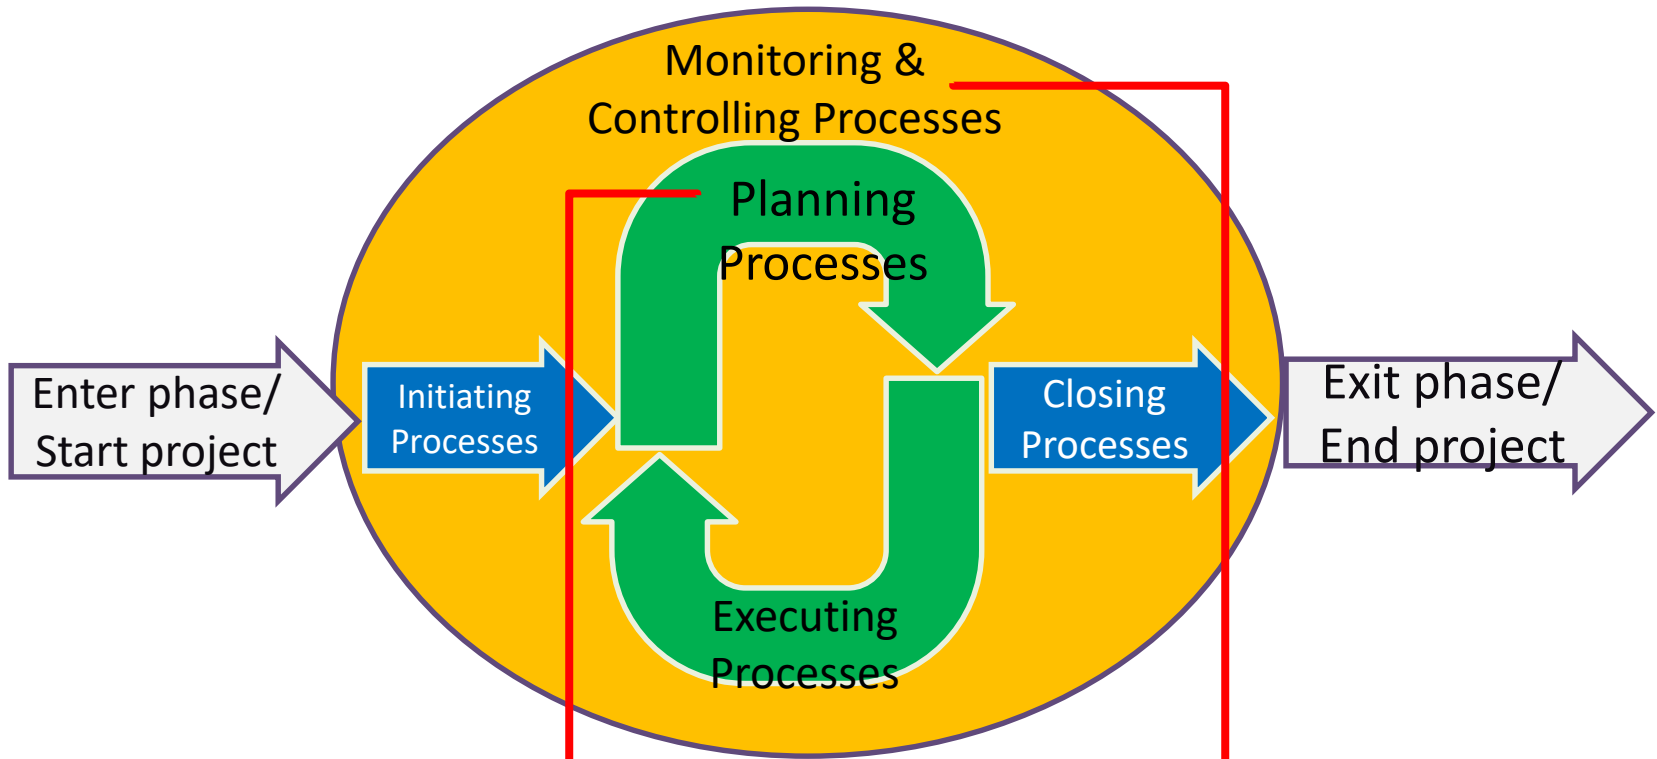 Monitoring &
Controlling Processes
Planning
Processes
Enter phase/
Start project
Initiating
Processes
Closing
Processes
Exit phase/
End project
Executing
Processes